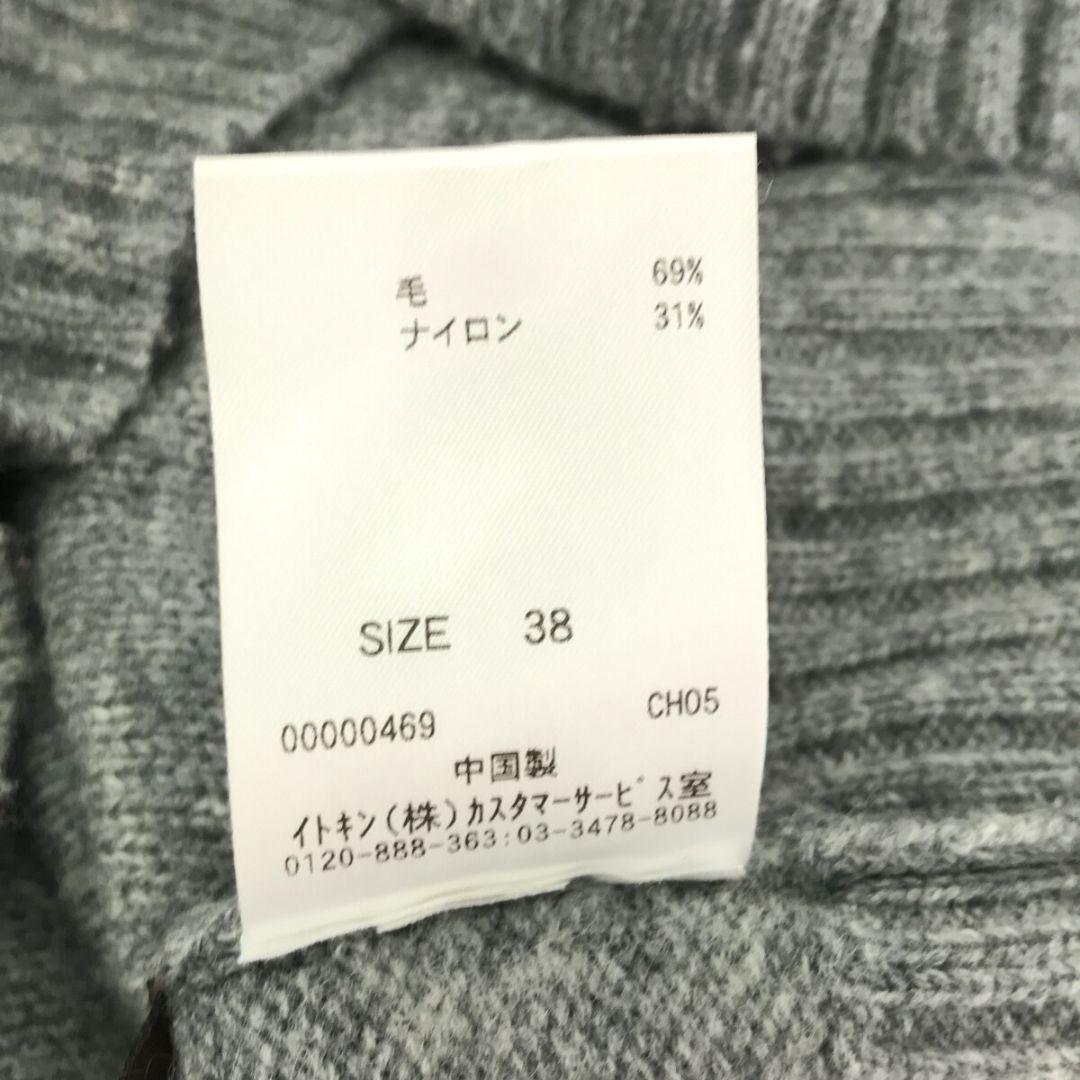 毛 69%
ナイロン 31%
SIZE 38
00000469 CH05
中国製
イトキン(株)カスタマーサービス室
0120-888-363:03-3478-8088